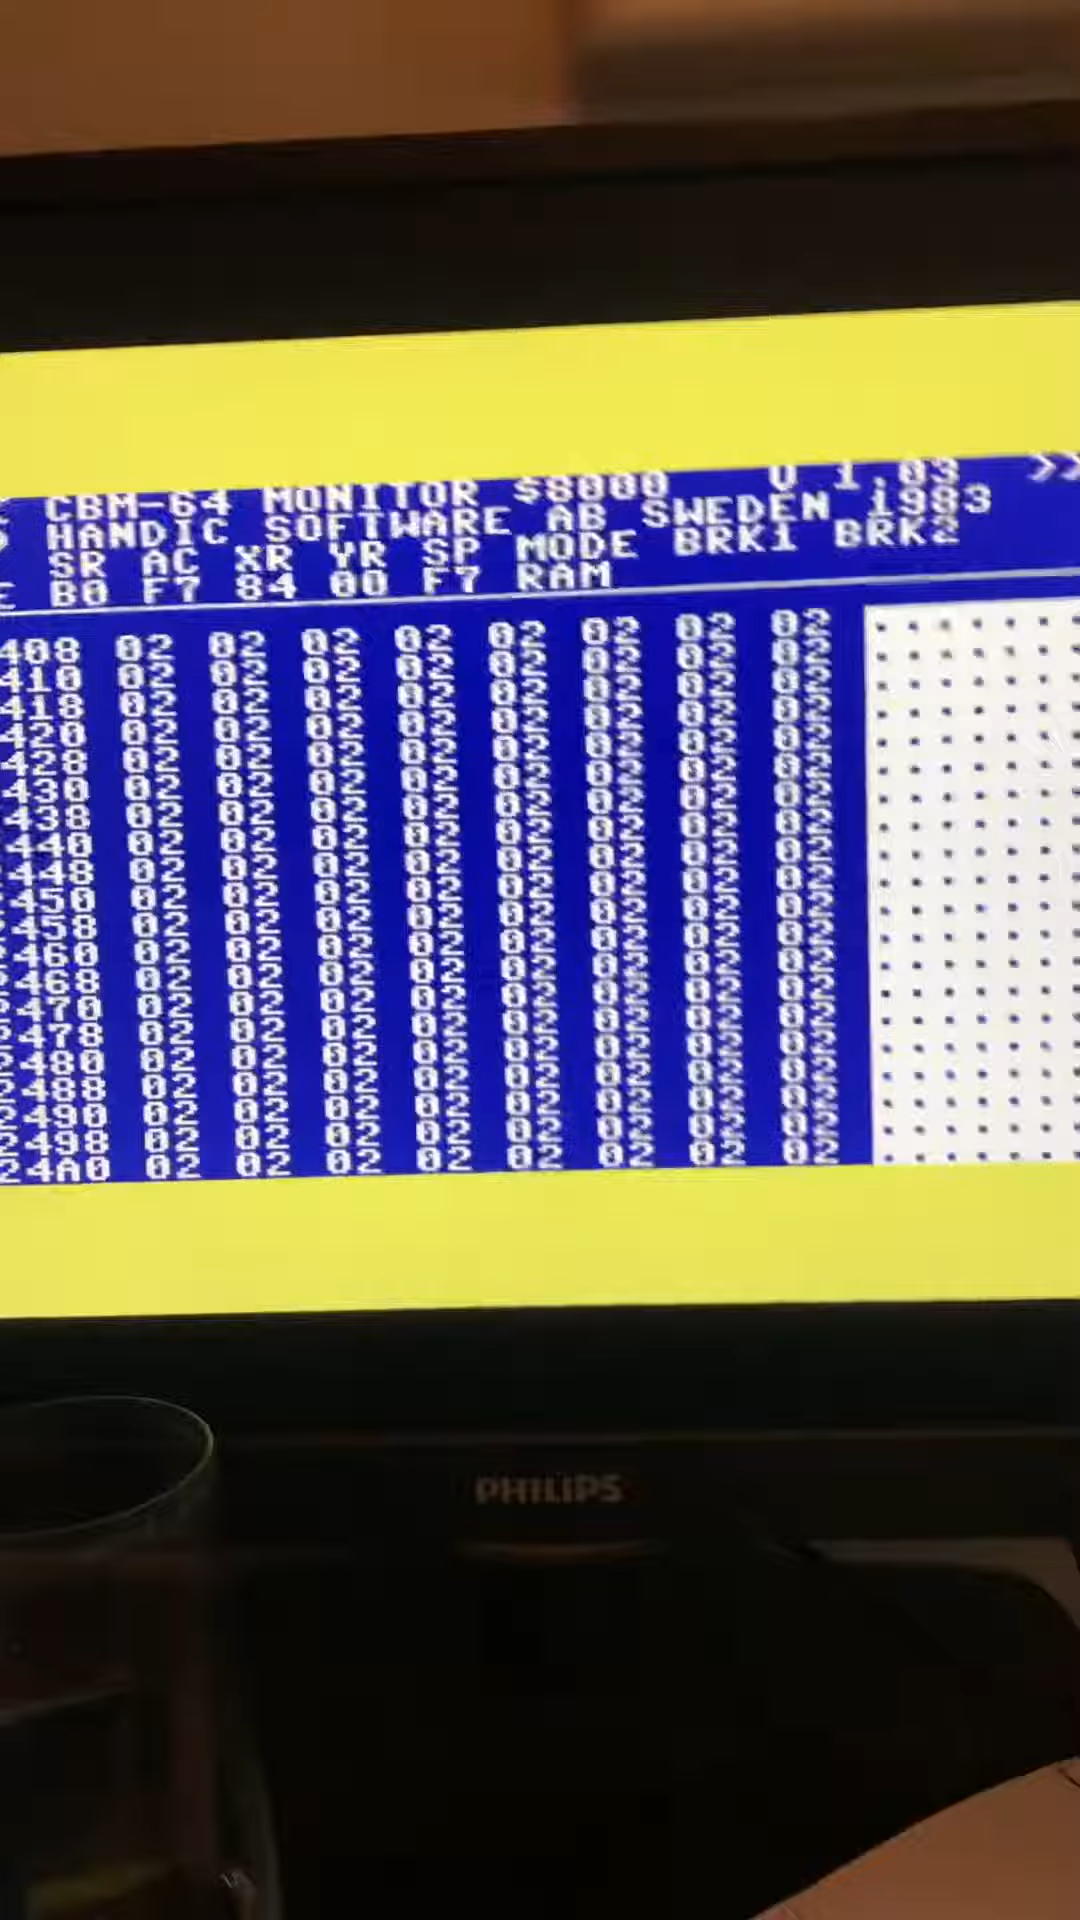 CBM-64 MONITOR $8000 V 1.03 >>
HANDIC SOFTWARE AB SWEDEN 1983
SR AC XR YR SP MODE BRK1 BRK2
E B0 F7 84 00 F7 RAM
408 02 02 02 02 02 02 02 02 .......
410 02 02 02 02 02 02 02 02 .......
418 02 02 02 02 02 02 02 02 .......
420 02 02 02 02 02 02 02 02 .......
428 02 02 02 02 02 02 02 02 .......
430 02 02 02 02 02 02 02 02 .......
438 02 02 02 02 02 02 02 02 .......
440 02 02 02 02 02 02 02 02 .......
448 02 02 02 02 02 02 02 02 .......
450 02 02 02 02 02 02 02 02 .......
458 02 02 02 02 02 02 02 02 .......
460 02 02 02 02 02 02 02 02 .......
468 02 02 02 02 02 02 02 02 .......
470 02 02 02 02 02 02 02 02 .......
478 02 02 02 02 02 02 02 02 .......
2480 02 02 02 02 02 02 02 02 .......
2488 02 02 02 02 02 02 02 02 .......
2490 02 02 02 02 02 02 02 02 .......
2498 02 02 02 02 02 02 02 02 .......
24A0 02 02 02 02 02 02 02 02 .......
PHILIPS